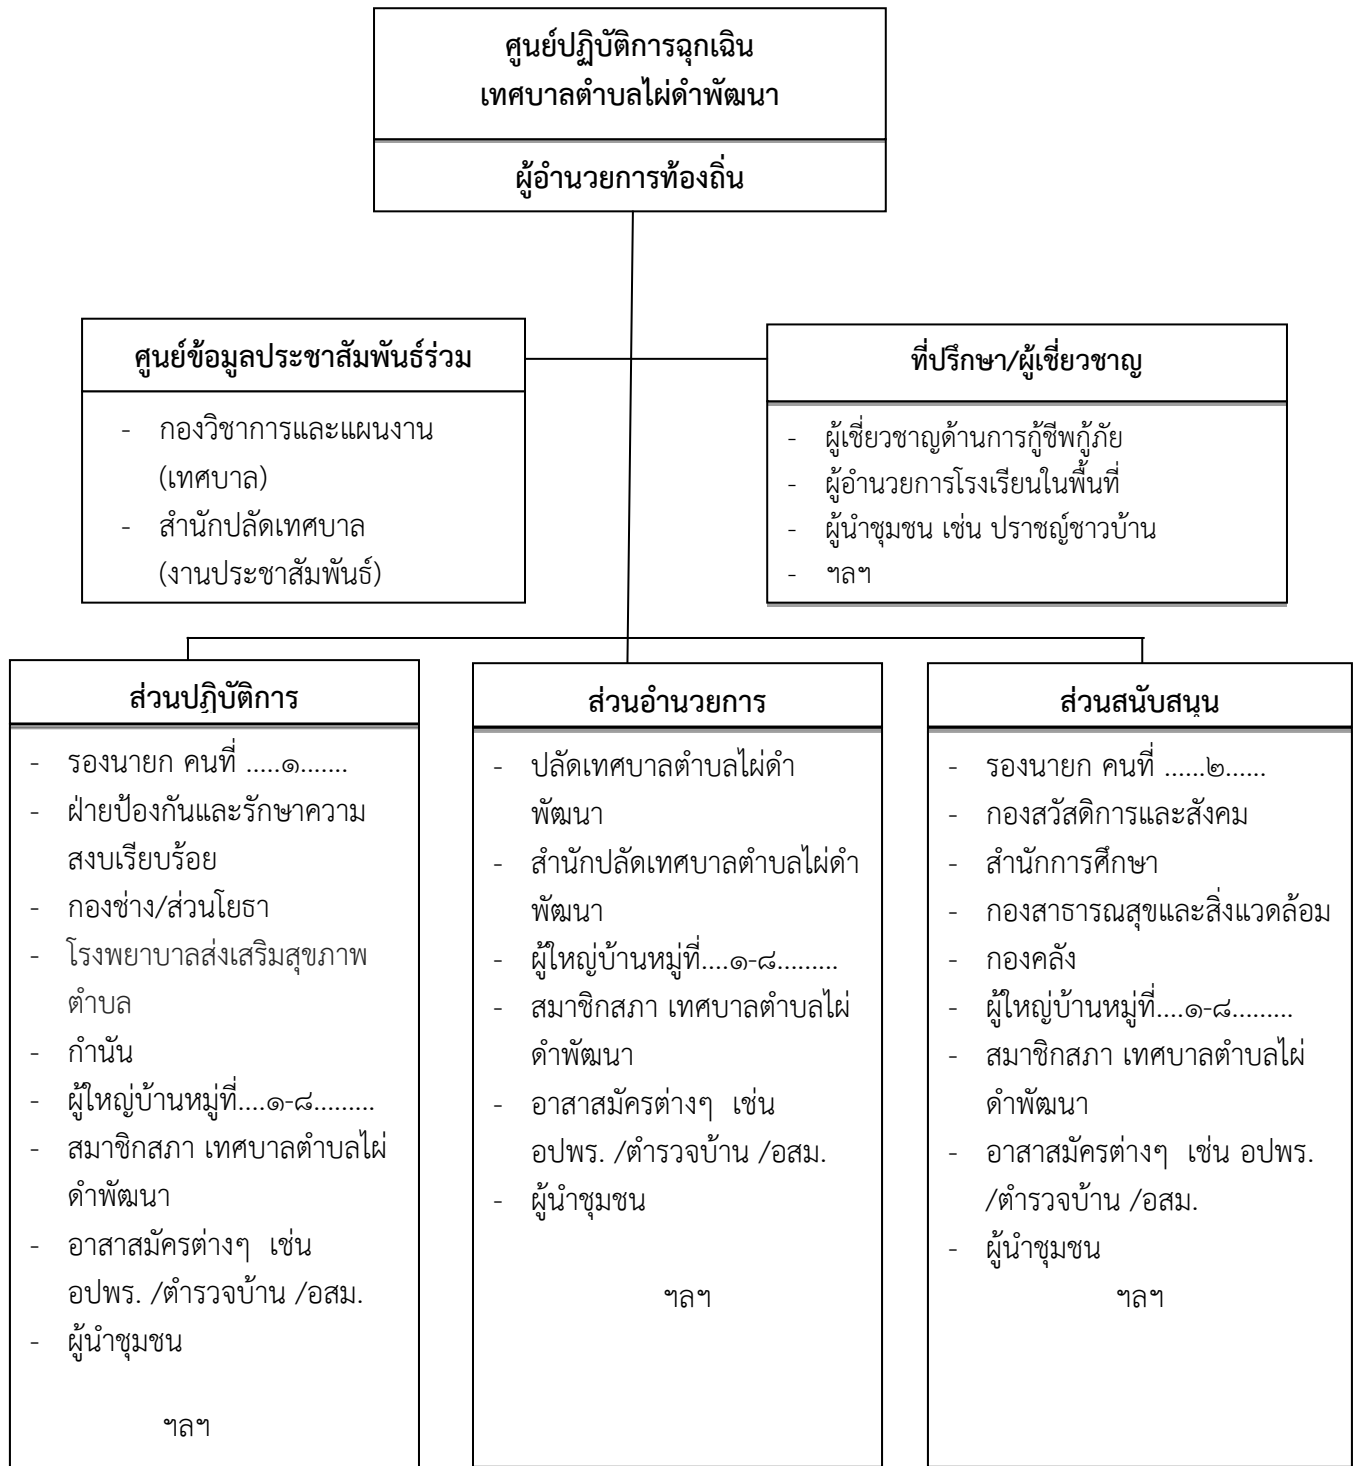 ศูนย์ปฏิบัติการฉุกเฉิน
เทศบาลตำบลไผ่ดำพัฒนา
ผู้อำนวยการท้องถิ่น
ศูนย์ข้อมูลประชาสัมพันธ์ร่วม
- กองวิชาการและแผนงาน
(เทศบาล)
- สำนักปลัดเทศบาล
(งานประชาสัมพันธ์)
ที่ปรึกษา/ผู้เชี่ยวชาญ
- ผู้เชี่ยวชาญด้านการกู้ชีพกู้ภัย
- ผู้อำนวยการโรงเรียนในพื้นที่
- ผู้นำชุมชน เช่น ปราชญ์ชาวบ้าน
- ฯลฯ
ส่วนปฏิบัติการ
- รองนายก คนที่ .....๑.......
- ฝ่ายป้องกันและรักษาความ
สงบเรียบร้อย
- กองช่าง/ส่วนโยธา
- โรงพยาบาลส่งเสริมสุขภาพ
ตำบล
- กำนัน
- ผู้ใหญ่บ้านหมู่ที่....๑-๘.........
- สมาชิกสภา เทศบาลตำบลไผ่
ดำพัฒนา
- อาสาสมัครต่างๆ เช่น
อปพร. /ตำรวจบ้าน /อสม.
- ผู้นำชุมชน
ฯลฯ
ส่วนอำนวยการ
- ปลัดเทศบาลตำบลไผ่ดำ
พัฒนา
- สำนักปลัดเทศบาลตำบลไผ่ดำ
พัฒนา
- ผู้ใหญ่บ้านหมู่ที่....๑-๘.........
- สมาชิกสภา เทศบาลตำบลไผ่
ดำพัฒนา
- อาสาสมัครต่างๆ เช่น
อปพร. /ตำรวจบ้าน /อสม.
- ผู้นำชุมชน
ฯลฯ
ส่วนสนับสนุน
- รองนายก คนที่ ......๒......
- กองสวัสดิการและสังคม
- สำนักการศึกษา
- กองสาธารณสุขและสิ่งแวดล้อม
- กองคลัง
- ผู้ใหญ่บ้านหมู่ที่....๑-๘.........
- สมาชิกสภา เทศบาลตำบลไผ่
ดำพัฒนา
- อาสาสมัครต่างๆ เช่น อปพร.
/ตำรวจบ้าน /อสม.
- ผู้นำชุมชน
ฯลฯ